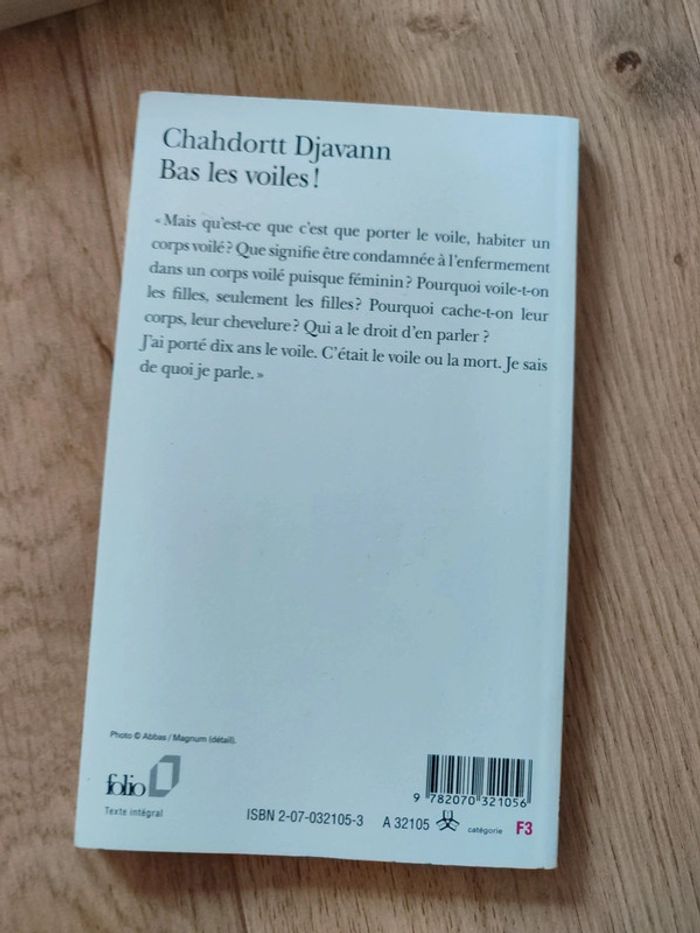 Chahdortt Djavann
Bas les voiles !
« Mais qu'est-ce que c'est que porter le voile, habiter un
corps voilé ? Que signifie être condamnée à l'enfermement
dans un corps voilé puisque féminin ? Pourquoi voile-t-on
les filles, seulement les filles ? Pourquoi cache-t-on leur
corps, leur chevelure ? Qui a le droit d'en parler ?
J'ai porté dix ans le voile. C'était le voile ou la mort. Je sais
de quoi je parle. »
Photo © Abbas / Magnum (détail).
folio
Texte intégral
ISBN 2-07-032105-3
A 32105
catégorie F3
9 782070 321056